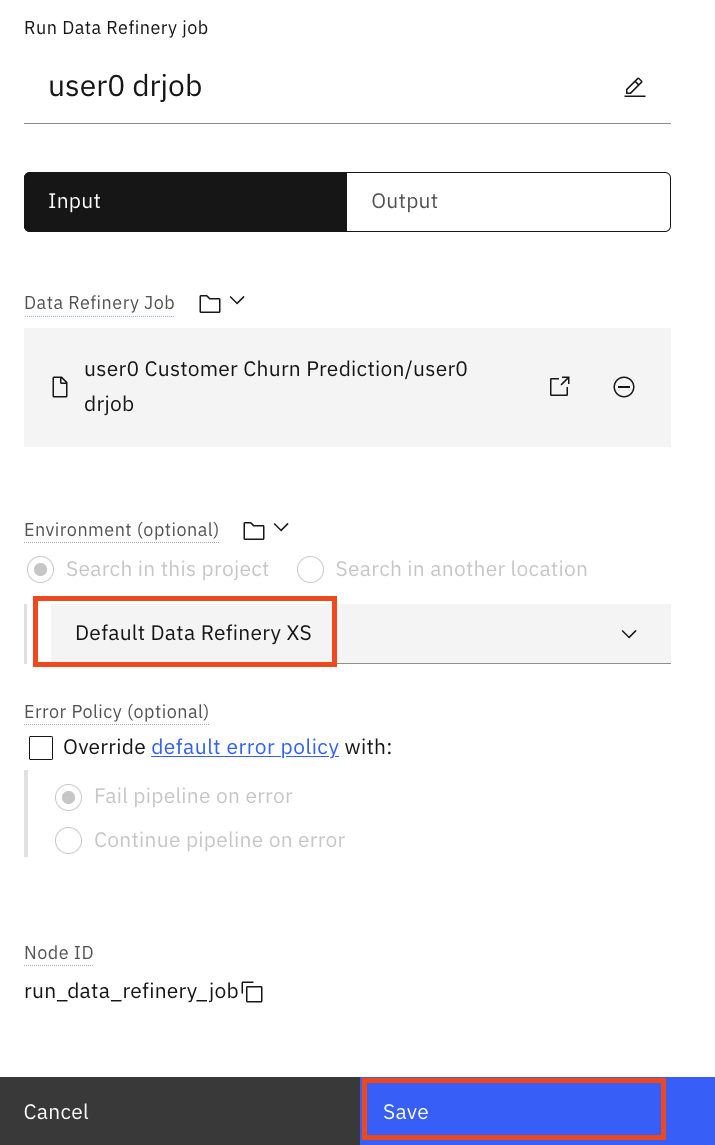 Run Data Refinery job
user0 drjob
Input Output
Data Refinery Job
user0 Customer Churn Prediction/user0
drjob
Environment (optional)
Search in this project Search in another location
Default Data Refinery XS
Error Policy (optional)
Override default error policy with:
Fail pipeline on error
Continue pipeline on error
Node ID
run_data_refinery_job
Cancel Save